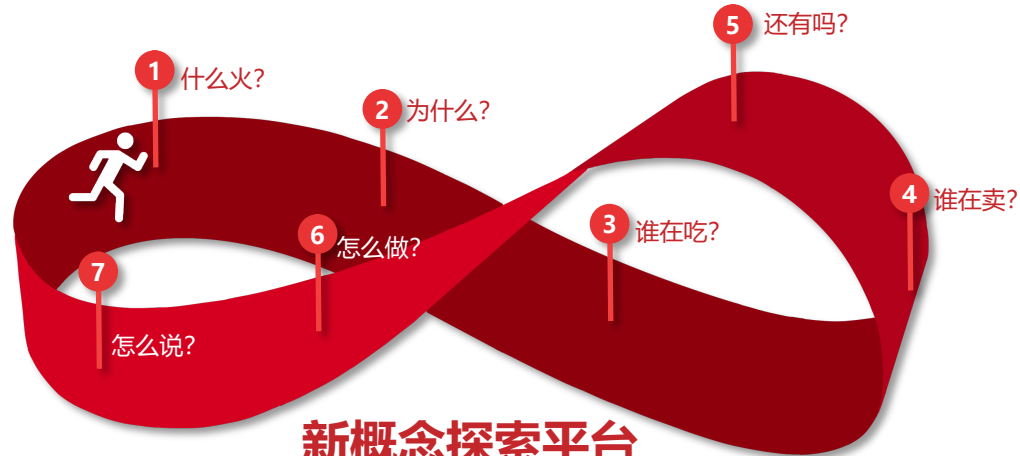 1 什么火？
2 为什么？
3 谁在吃？
4 谁在卖？
5 还有吗？
6 怎么做？
7 怎么说？
新概念探索平台